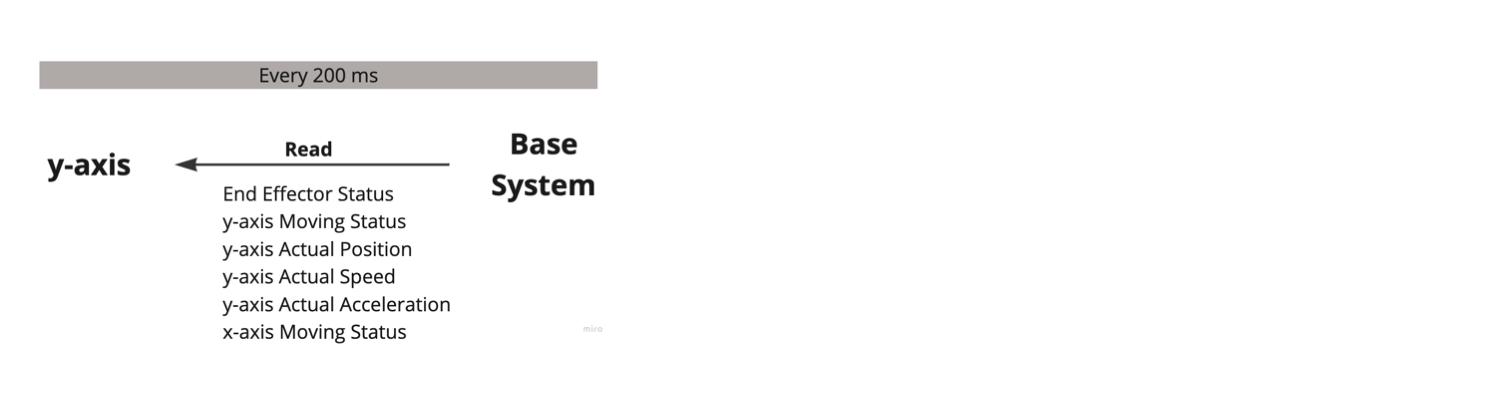 Every 200 ms
y-axis
Read
Base
System
End Effector Status
y-axis Moving Status
y-axis Actual Position
y-axis Actual Speed
y-axis Actual Acceleration
x-axis Moving Status
miro